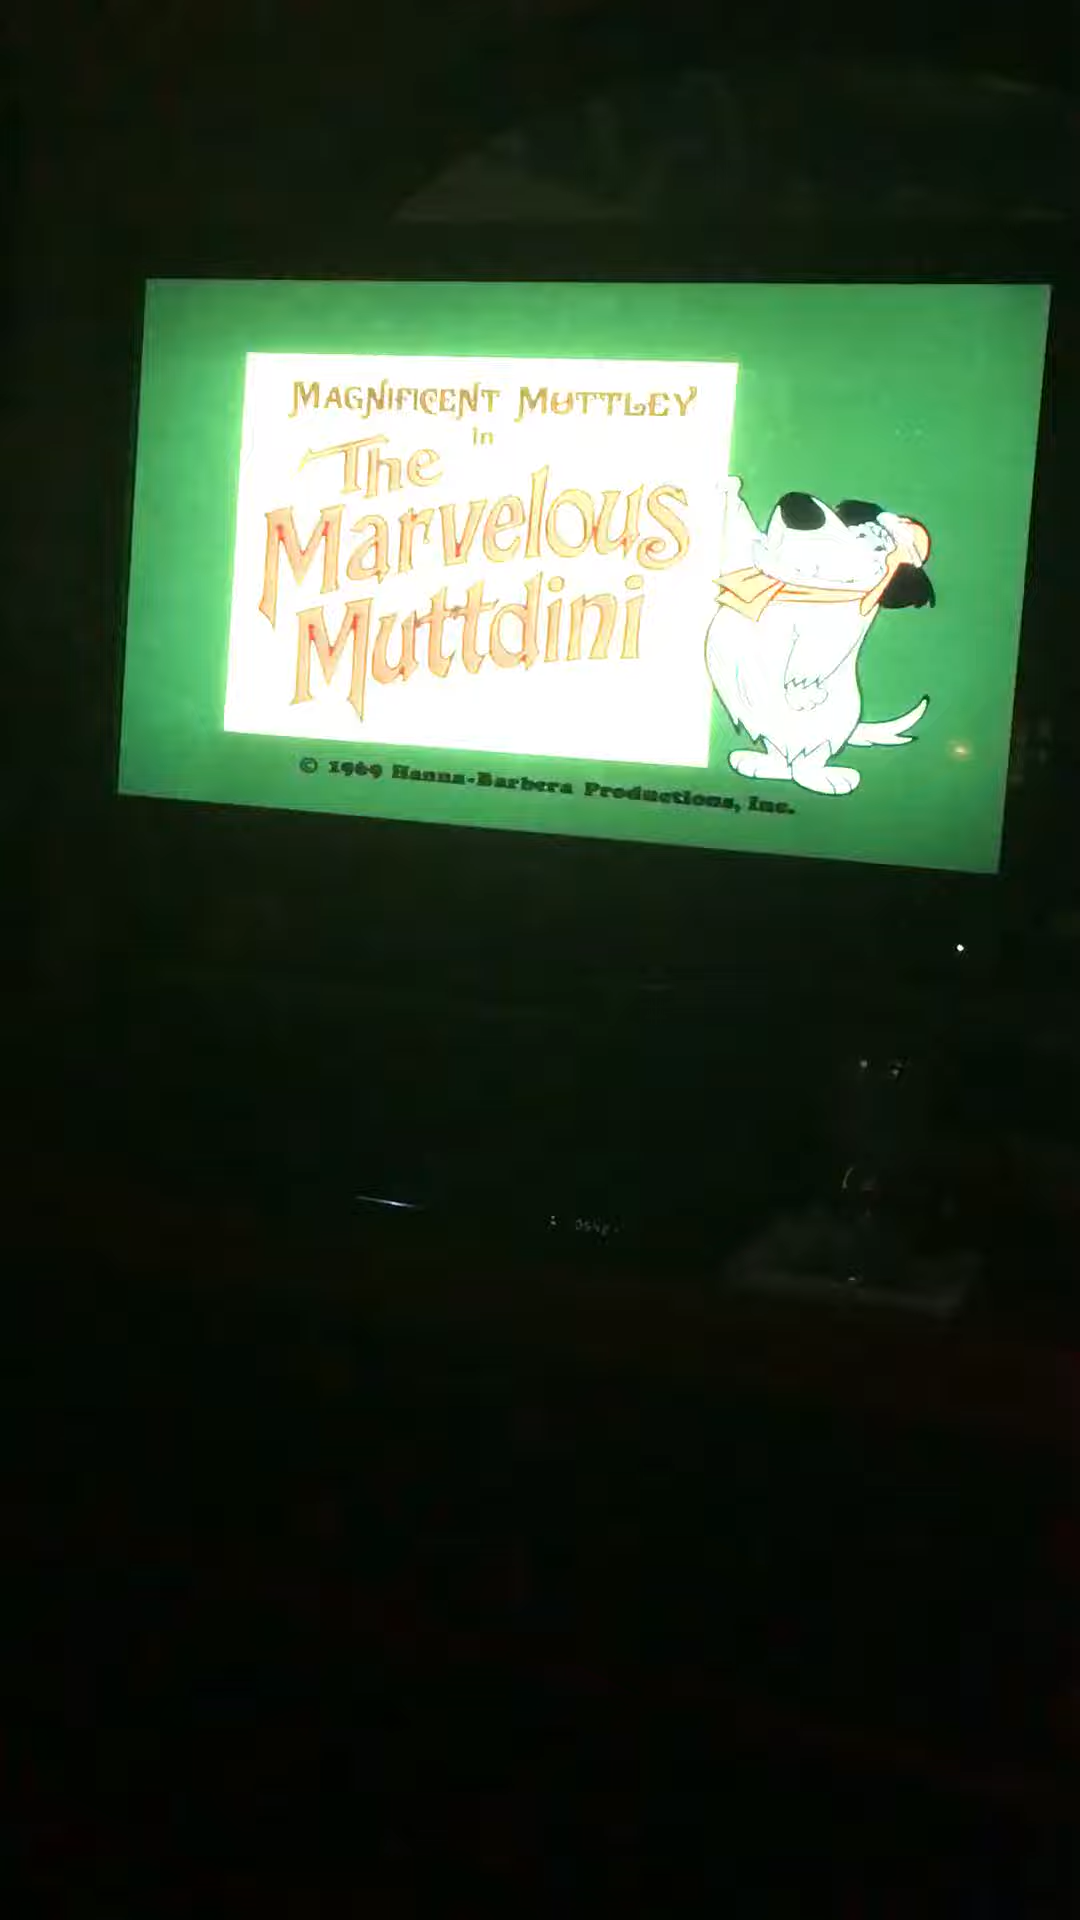 MAGNIFICENT MUTTLEY
In
The
Marvelous
Muttdini
© 1969 Hanna-Barbera Productions, Inc.